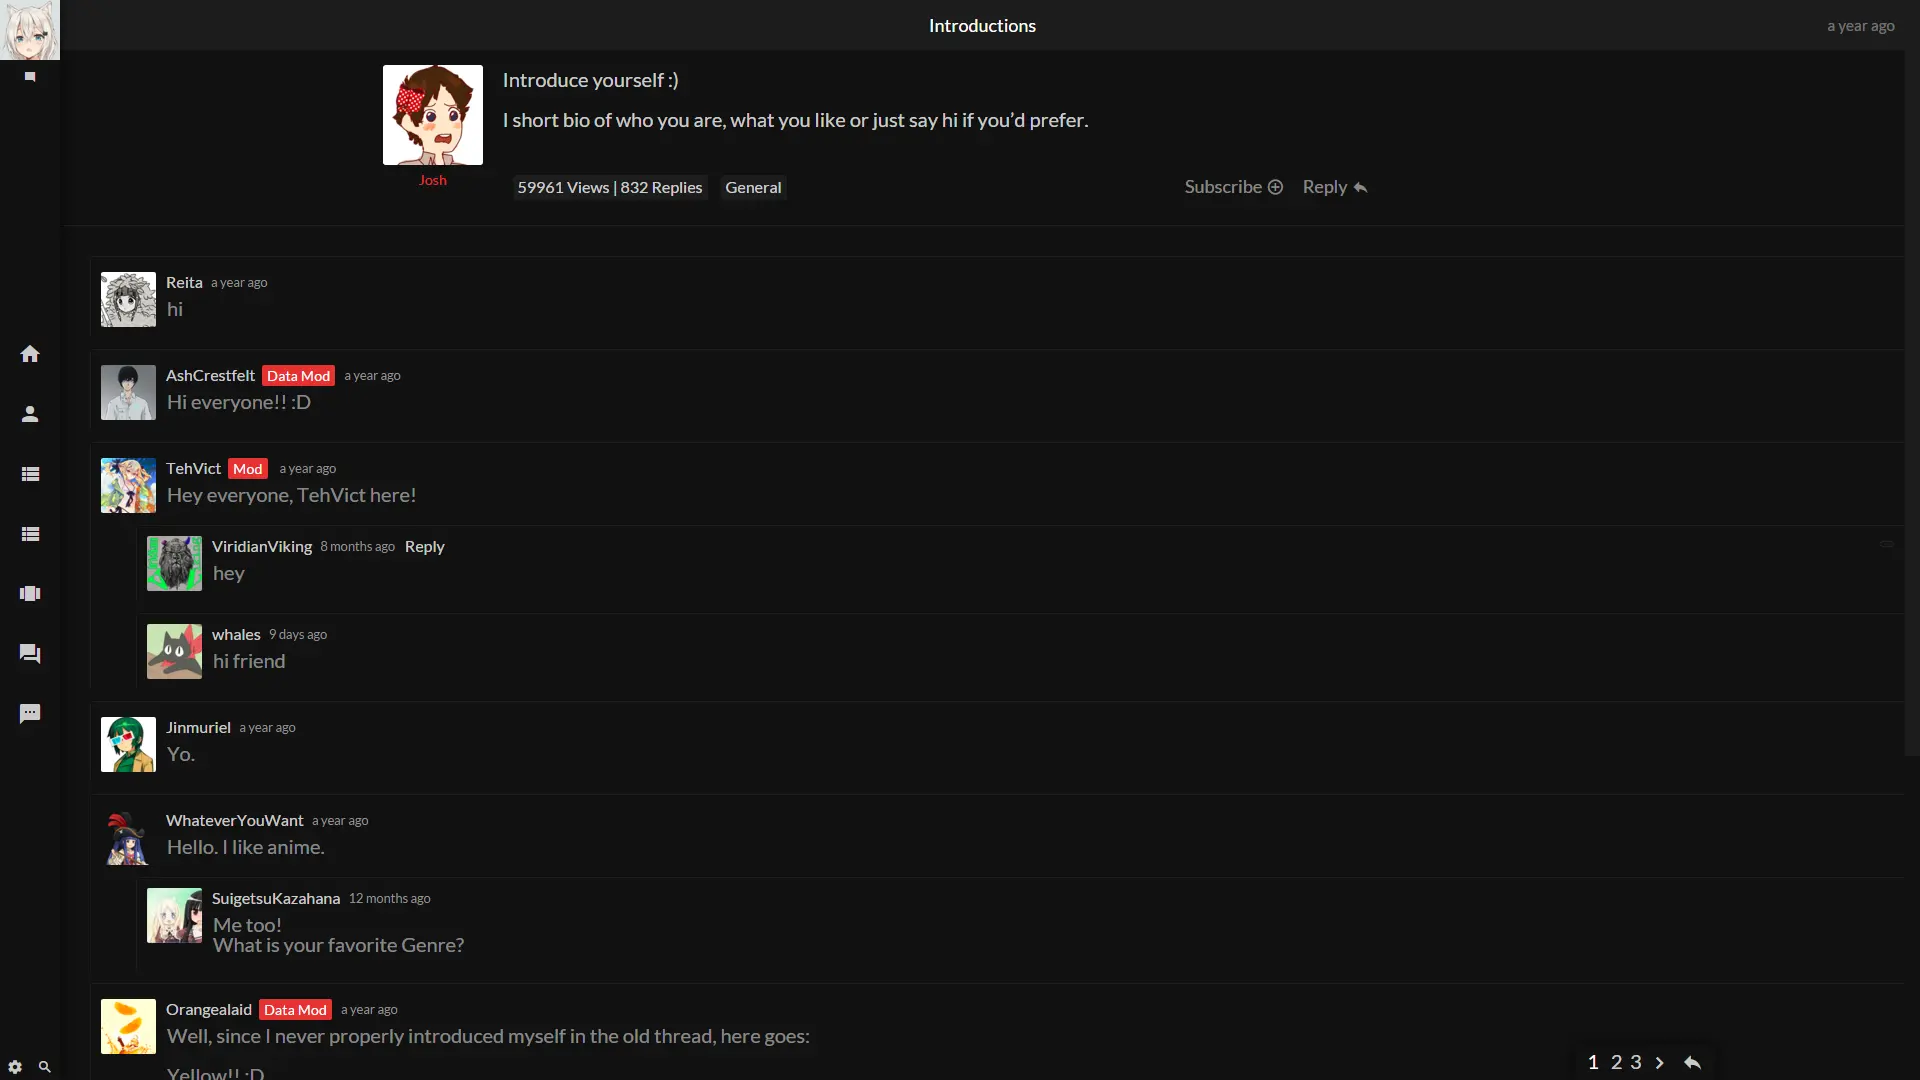 Introductions
a year ago
Introduce yourself :)
I short bio of who you are, what you like or just say hi if you’d prefer.
Josh
59961 Views | 832 Replies
General
Subscribe
Reply
Reita a year ago
hi
AshCrestfelt Data Mod a year ago
Hi everyone!! :D
TehVict Mod a year ago
Hey everyone, TehVict here!
ViridianViking 8 months ago Reply
hey
whales 9 days ago
hi friend
Jinmuriel a year ago
Yo.
WhateverYouWant a year ago
Hello. I like anime.
SuigetsuKazahana 12 months ago
Me too!
What is your favorite Genre?
Orangealaid Data Mod a year ago
Well, since I never properly introduced myself in the old thread, here goes:
Yellow!! :D
1 2 3